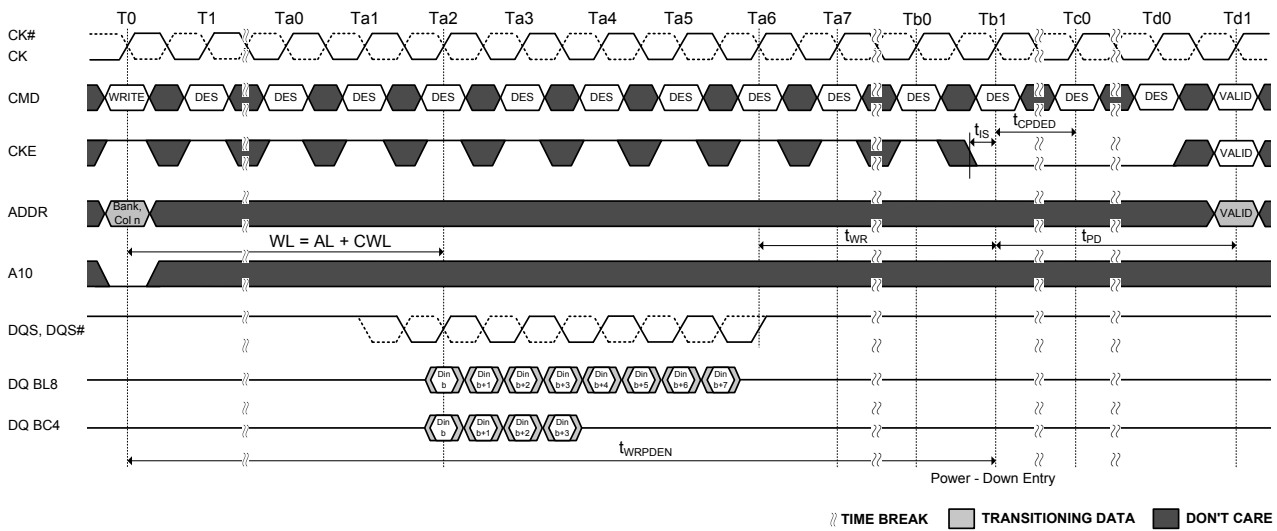 T0 T1 Ta0 Ta1 Ta2 Ta3 Ta4 Ta5 Ta6 Ta7 Tb0 Tb1 Tc0 Td0 Td1
CK#
CK
CMD WRITE DES DES DES DES DES DES DES DES DES DES DES DES DES VALID
tIS tCPDED
CKE VALID
ADDR Bank, Col n VALID
WL = AL + CWL tWR tPD
A10
DQS, DQS#
DQ BL8 Din b Din b+1 Din b+2 Din b+3 Din b+4 Din b+5 Din b+6 Din b+7
DQ BC4 Din b Din b+1 Din b+2 Din b+3
tWRPDEN
Power - Down Entry
TIME BREAK TRANSITIONING DATA DON'T CARE